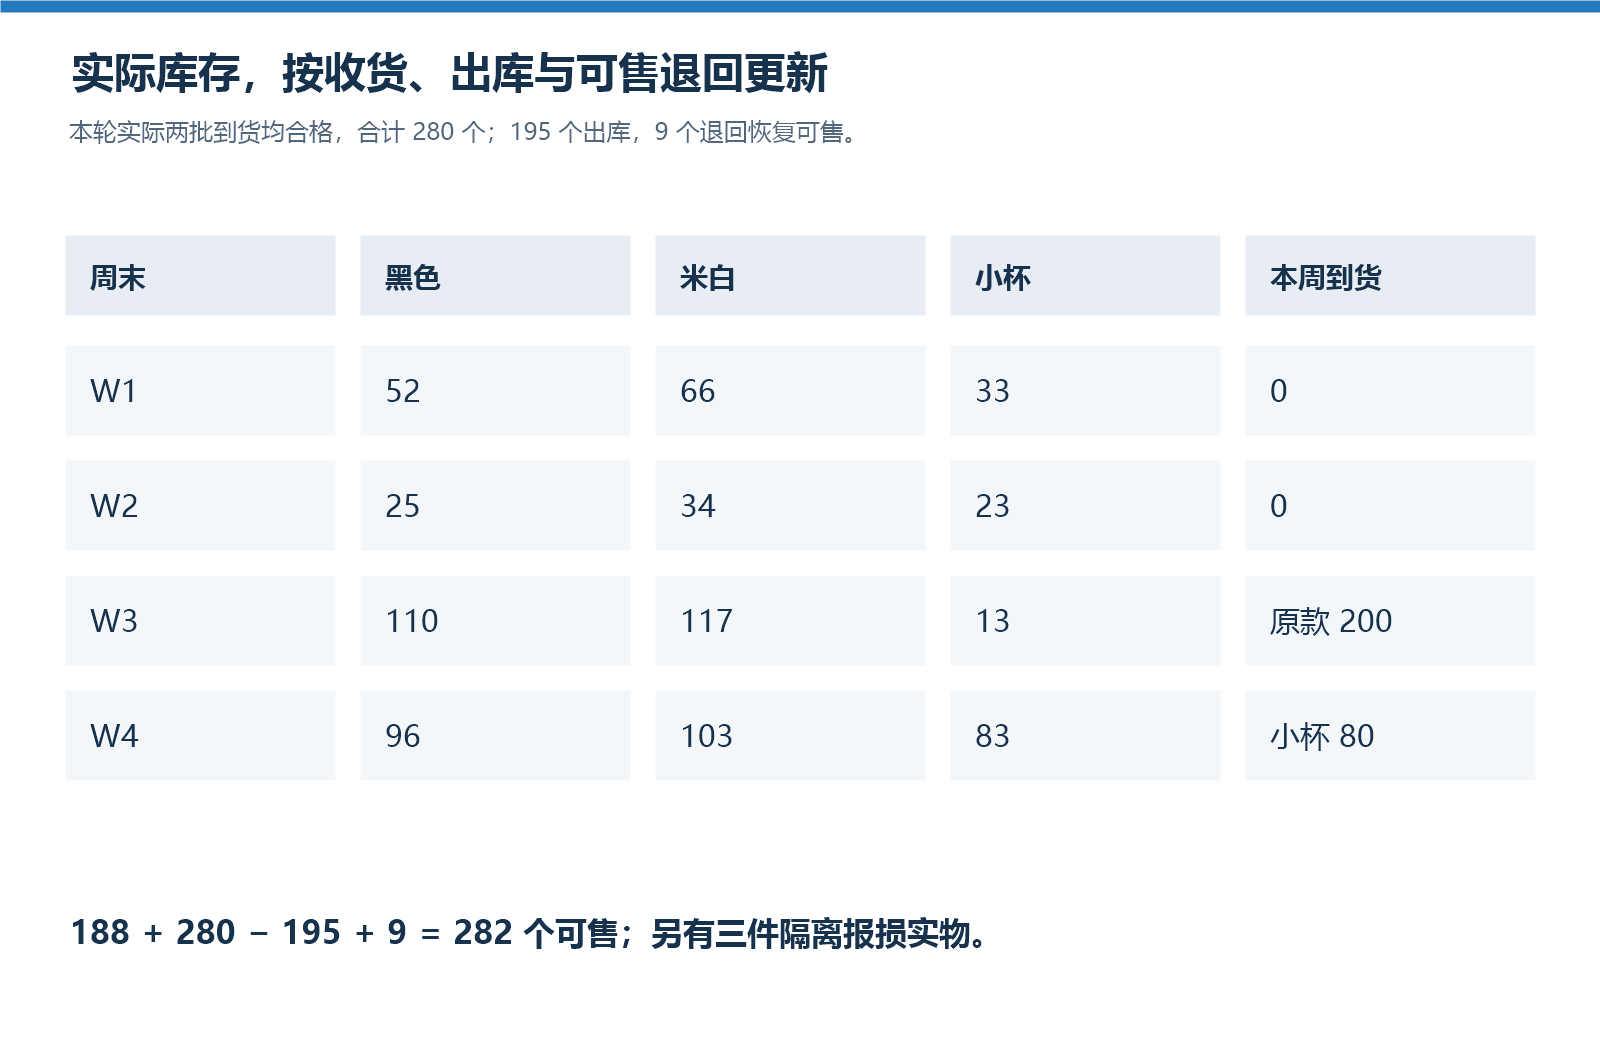 实际库存，按收货、出库与可售退回更新
本轮实际两批到货均合格，合计 280 个；195 个出库，9 个退回恢复可售。
周末 黑色 米白 小杯 本周到货
W1 52 66 33 0
W2 25 34 23 0
W3 110 117 13 原款 200
W4 96 103 83 小杯 80
188 + 280 − 195 + 9 = 282 个可售；另有三件隔离报损实物。